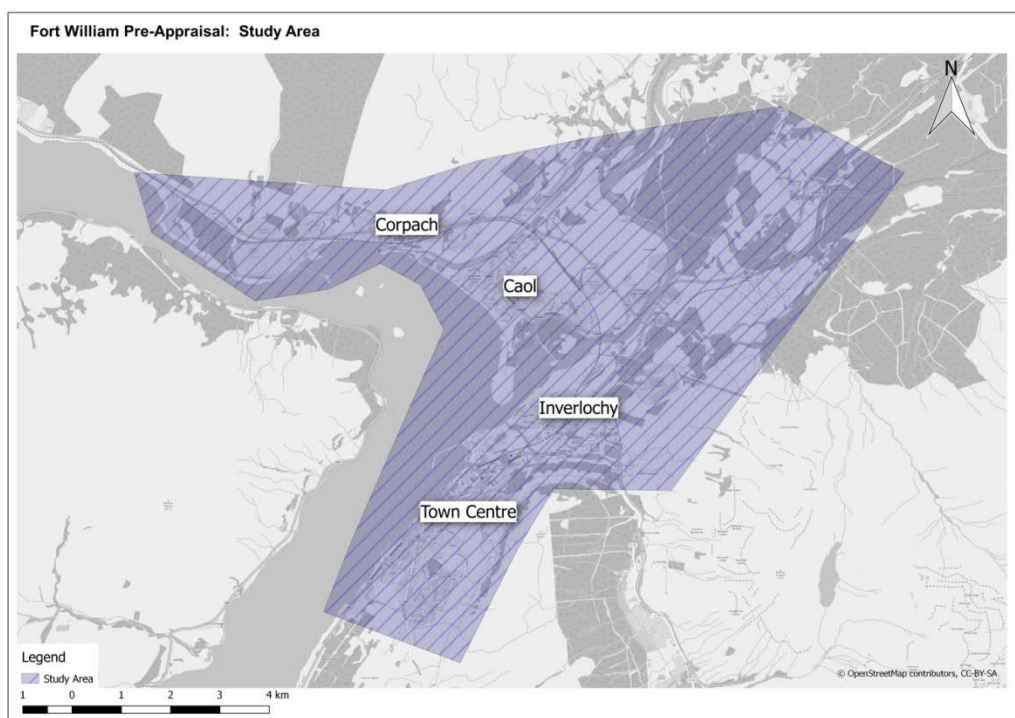 Fort William Pre-Appraisal: Study Area
N
Corpach
Caol
Inverlochy
Town Centre
Legend
Study Area
1 0 1 2 3 4 km
© OpenStreetMap contributors, CC-BY-SA